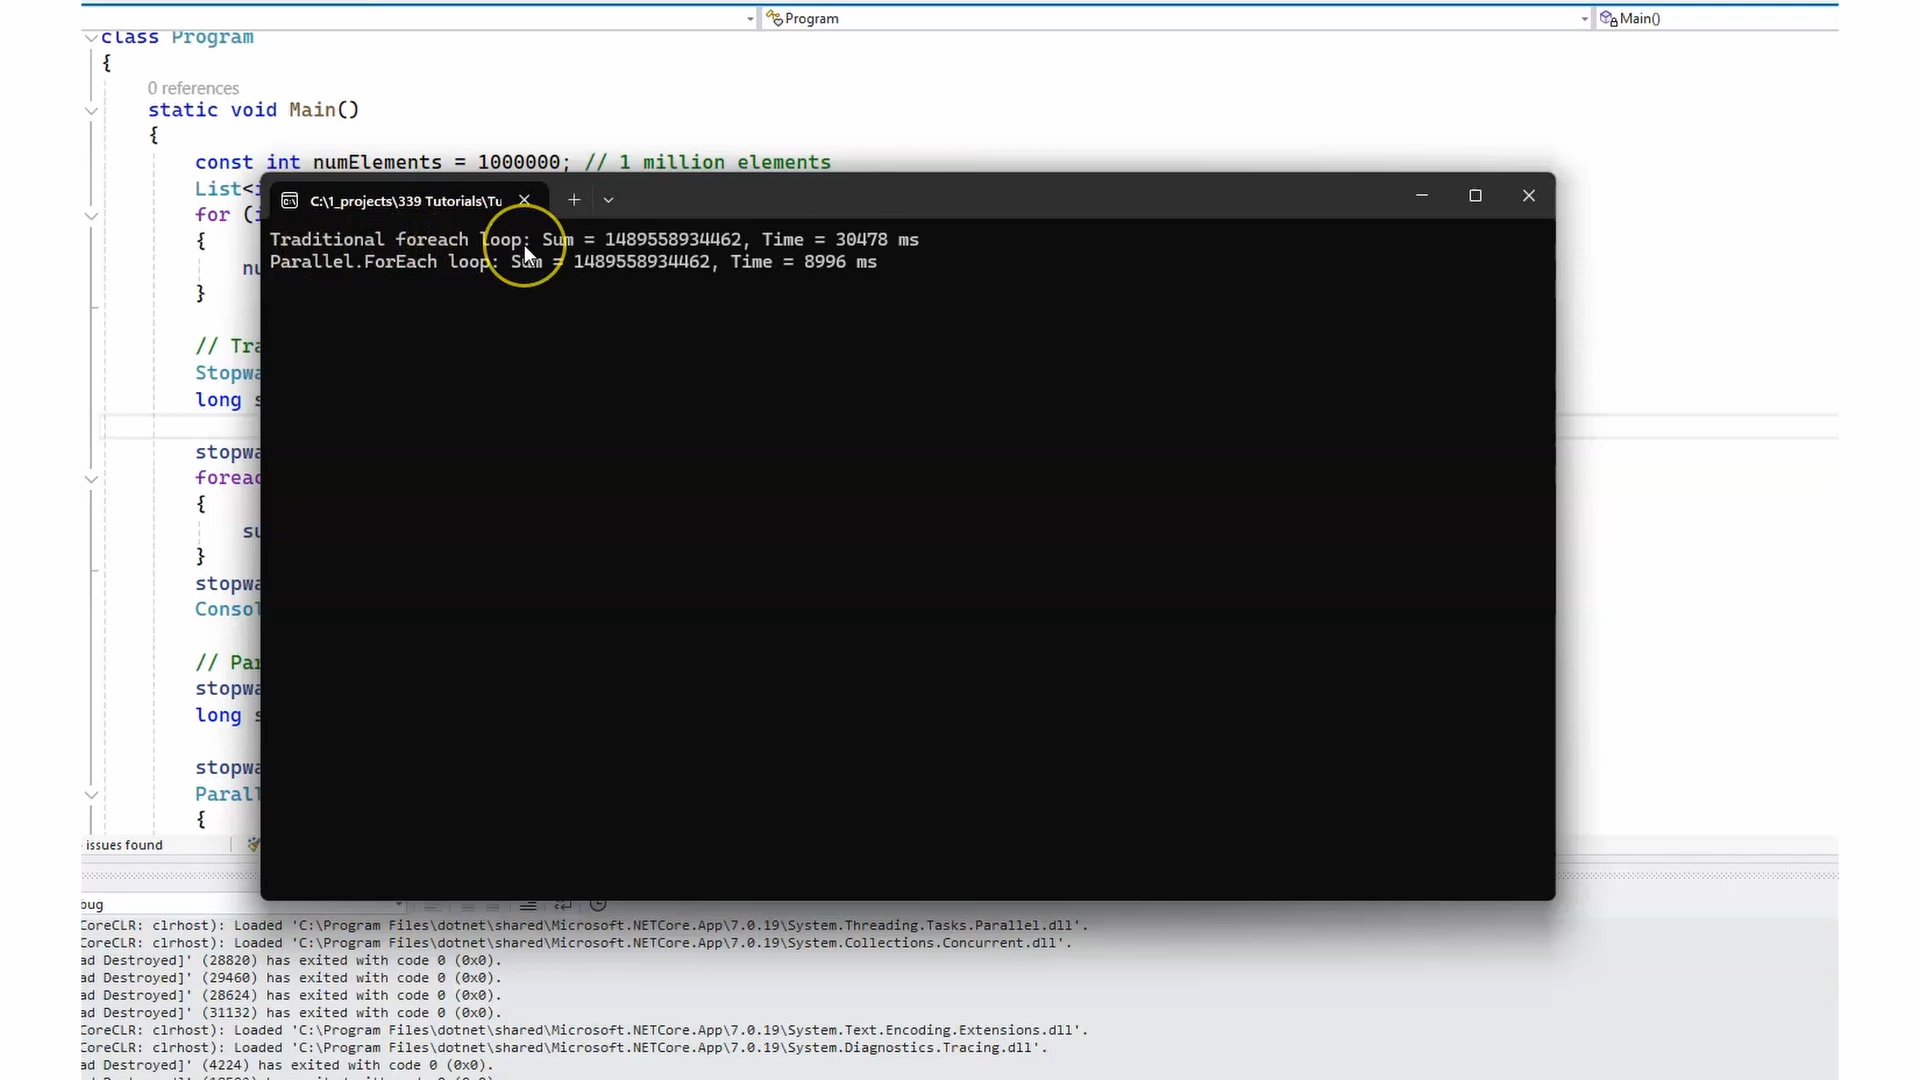 Program
Main()
class Program
{
0 references
static void Main()
{
const int numElements = 1000000; // 1 million elements
List<i
for (i
{
nu
}
// Tra
Stopwa
long s
stopwa
foreac
{
su
}
stopwa
Consol
// Par
stopwa
long s
stopwa
Parall
{
C:\1_projects\339 Tutorials\Tu
Traditional foreach loop: Sum = 1489558934462, Time = 30478 ms
Parallel.ForEach loop: Sum = 1489558934462, Time = 8996 ms
issues found
bug
CoreCLR: clrhost): Loaded 'C:\Program Files\dotnet\shared\Microsoft.NETCore.App\7.0.19\System.Threading.Tasks.Parallel.dll'.
CoreCLR: clrhost): Loaded 'C:\Program Files\dotnet\shared\Microsoft.NETCore.App\7.0.19\System.Collections.Concurrent.dll'.
ad Destroyed]' (28820) has exited with code 0 (0x0).
ad Destroyed]' (29460) has exited with code 0 (0x0).
ad Destroyed]' (28624) has exited with code 0 (0x0).
ad Destroyed]' (31132) has exited with code 0 (0x0).
CoreCLR: clrhost): Loaded 'C:\Program Files\dotnet\shared\Microsoft.NETCore.App\7.0.19\System.Text.Encoding.Extensions.dll'.
CoreCLR: clrhost): Loaded 'C:\Program Files\dotnet\shared\Microsoft.NETCore.App\7.0.19\System.Diagnostics.Tracing.dll'.
ad Destroyed]' (4224) has exited with code 0 (0x0).